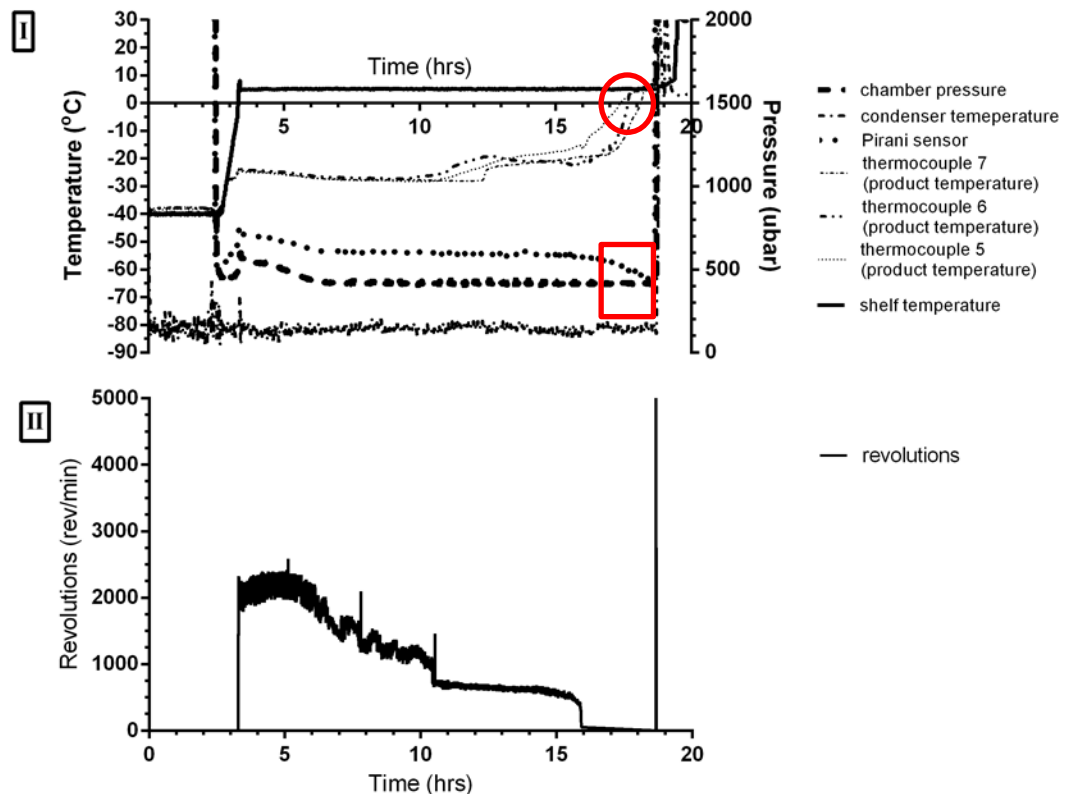 I
30
20
10
0
-10
-20
-30
-40
-50
-60
-70
-80
-90
Temperature (°C)
Time (hrs)
5
10
15
20
2000
1500
1000
500
0
Pressure (ubar)
chamber pressure
condenser temeperature
Pirani sensor
thermocouple 7
(product temperature)
thermocouple 6
(product temperature)
thermocouple 5
(product temperature)
shelf temperature
II
5000
4000
3000
2000
1000
0
Revolutions (rev/min)
0
5
10
15
20
Time (hrs)
revolutions